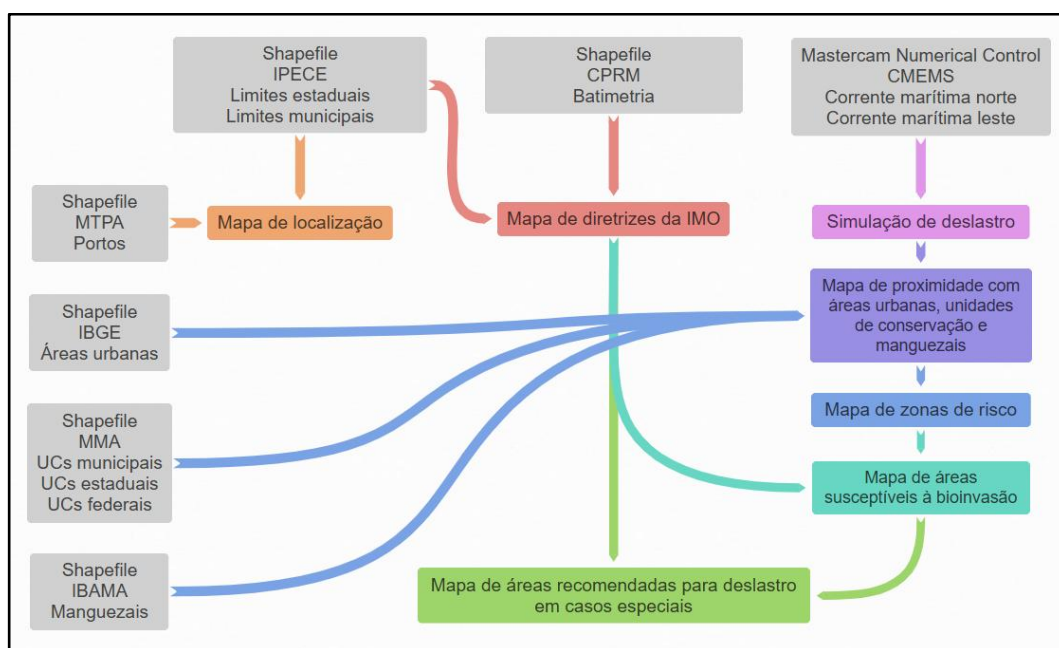 Shapefile
IPECE
Limites estaduais
Limites municipais
Shapefile
CPRM
Batimetria
Mastercam Numerical Control
CMEMS
Corrente marítima norte
Corrente marítima leste
Shapefile
MTPA
Portos
Mapa de localização
Mapa de diretrizes da IMO
Simulação de deslastro
Shapefile
IBGE
Áreas urbanas
Mapa de proximidade com
áreas urbanas, unidades
de conservação e
manguezais
Mapa de zonas de risco
Shapefile
MMA
UCs municipais
UCs estaduais
UCs federais
Mapa de áreas
susceptíveis à bioinvasão
Shapefile
IBAMA
Manguezais
Mapa de áreas recomendadas para deslastro
em casos especiais